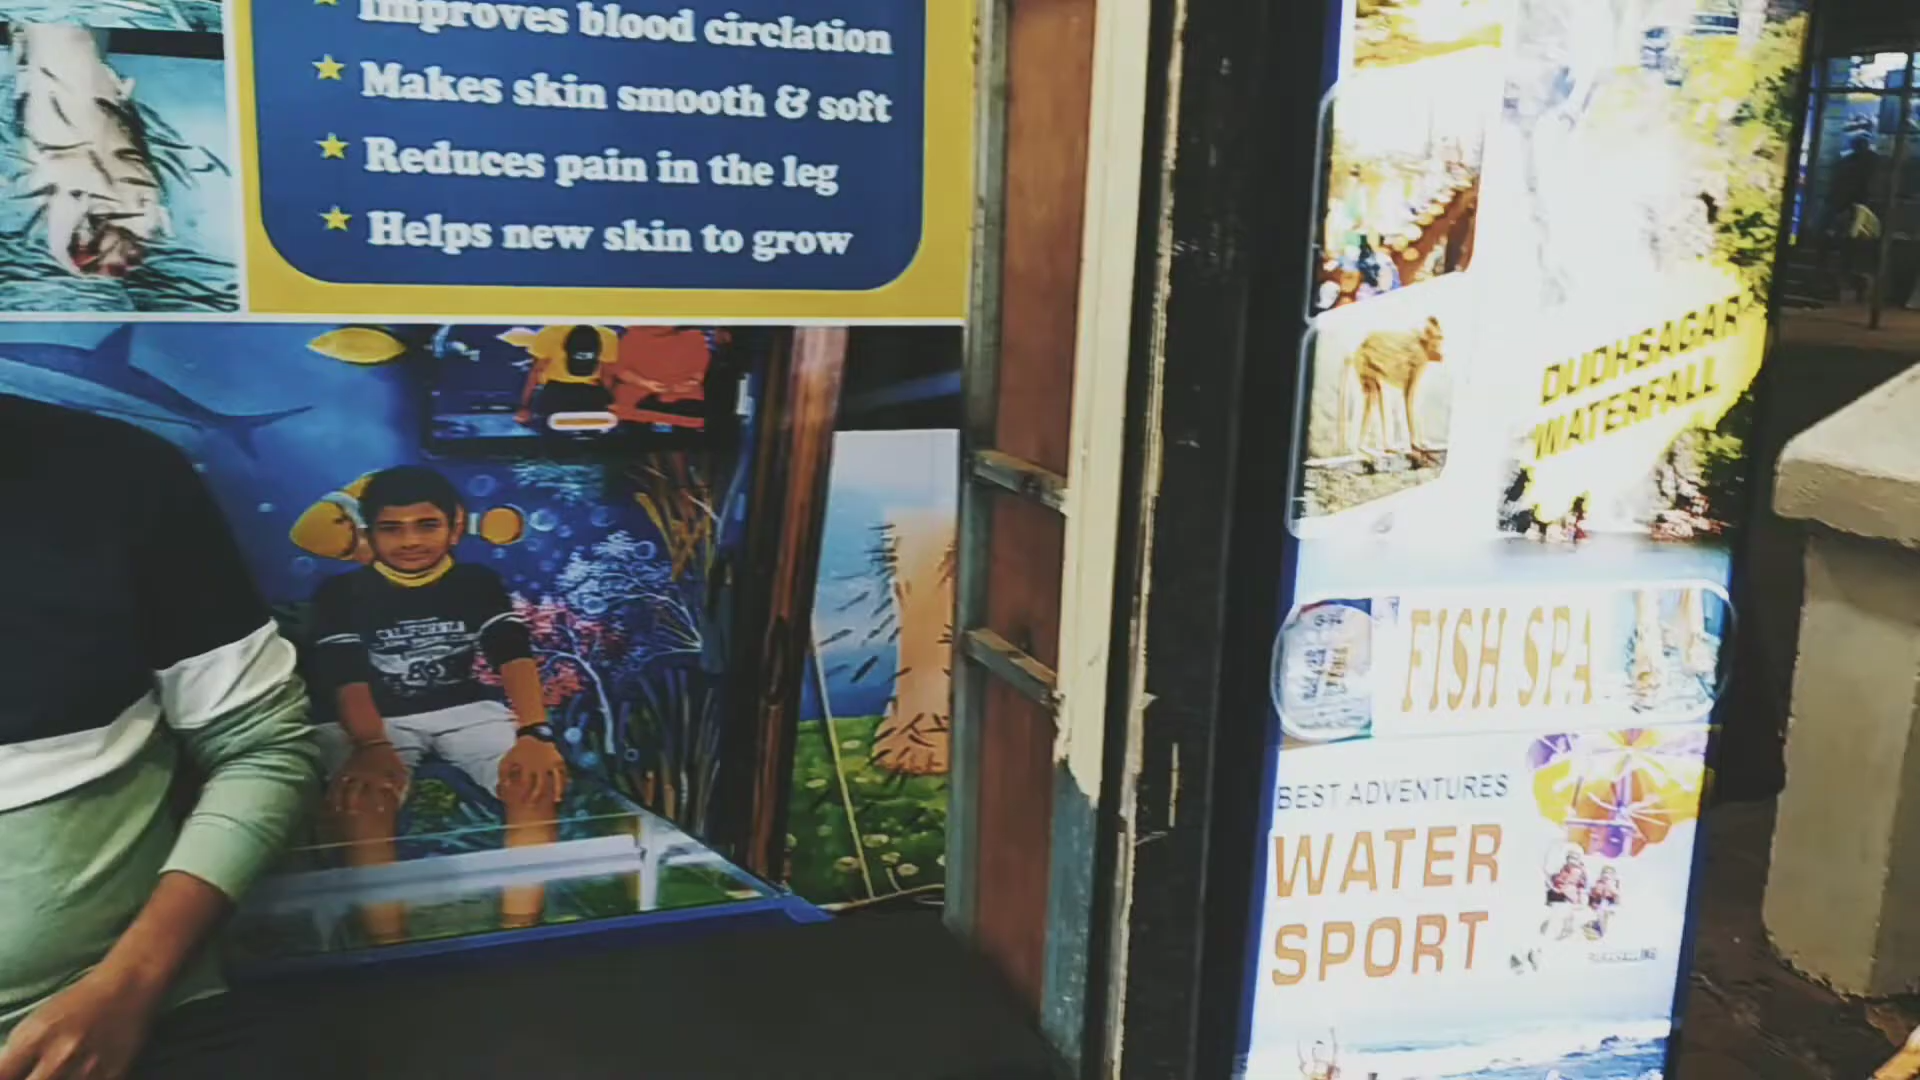 Improves blood circlation
Makes skin smooth & soft
Reduces pain in the leg
Helps new skin to grow
CALIFORNIA
DUDHSAGAR
WATERFALL
FISH SPA
BEST ADVENTURES
WATER
SPORT